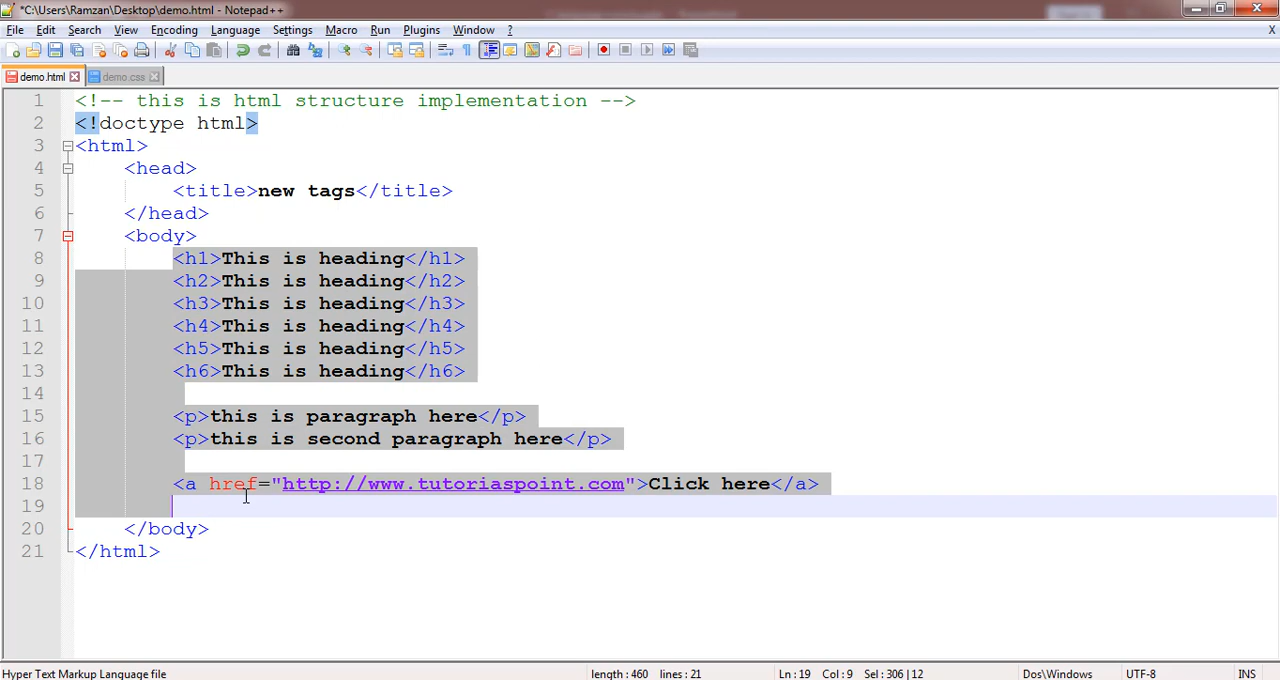 *C:\Users\Ramzan\Desktop\demo.html - Notepad++
File Edit Search View Encoding Language Settings Macro Run Plugins Window ? X
demo.html demo.css
1 <!-- this is html structure implementation -->
2 <!doctype html>
3 <html>
4 <head>
5 <title>new tags</title>
6 </head>
7 <body>
8 <h1>This is heading</h1>
9 <h2>This is heading</h2>
10 <h3>This is heading</h3>
11 <h4>This is heading</h4>
12 <h5>This is heading</h5>
13 <h6>This is heading</h6>
14
15 <p>this is paragraph here</p>
16 <p>this is second paragraph here</p>
17
18 <a href="http://www.tutoriaspoint.com">Click here</a>
19
20 </body>
21 </html>
Hyper Text Markup Language file length : 460 lines : 21 Ln : 19 Col : 9 Sel : 306 | 12 Dos\Windows UTF-8 INS